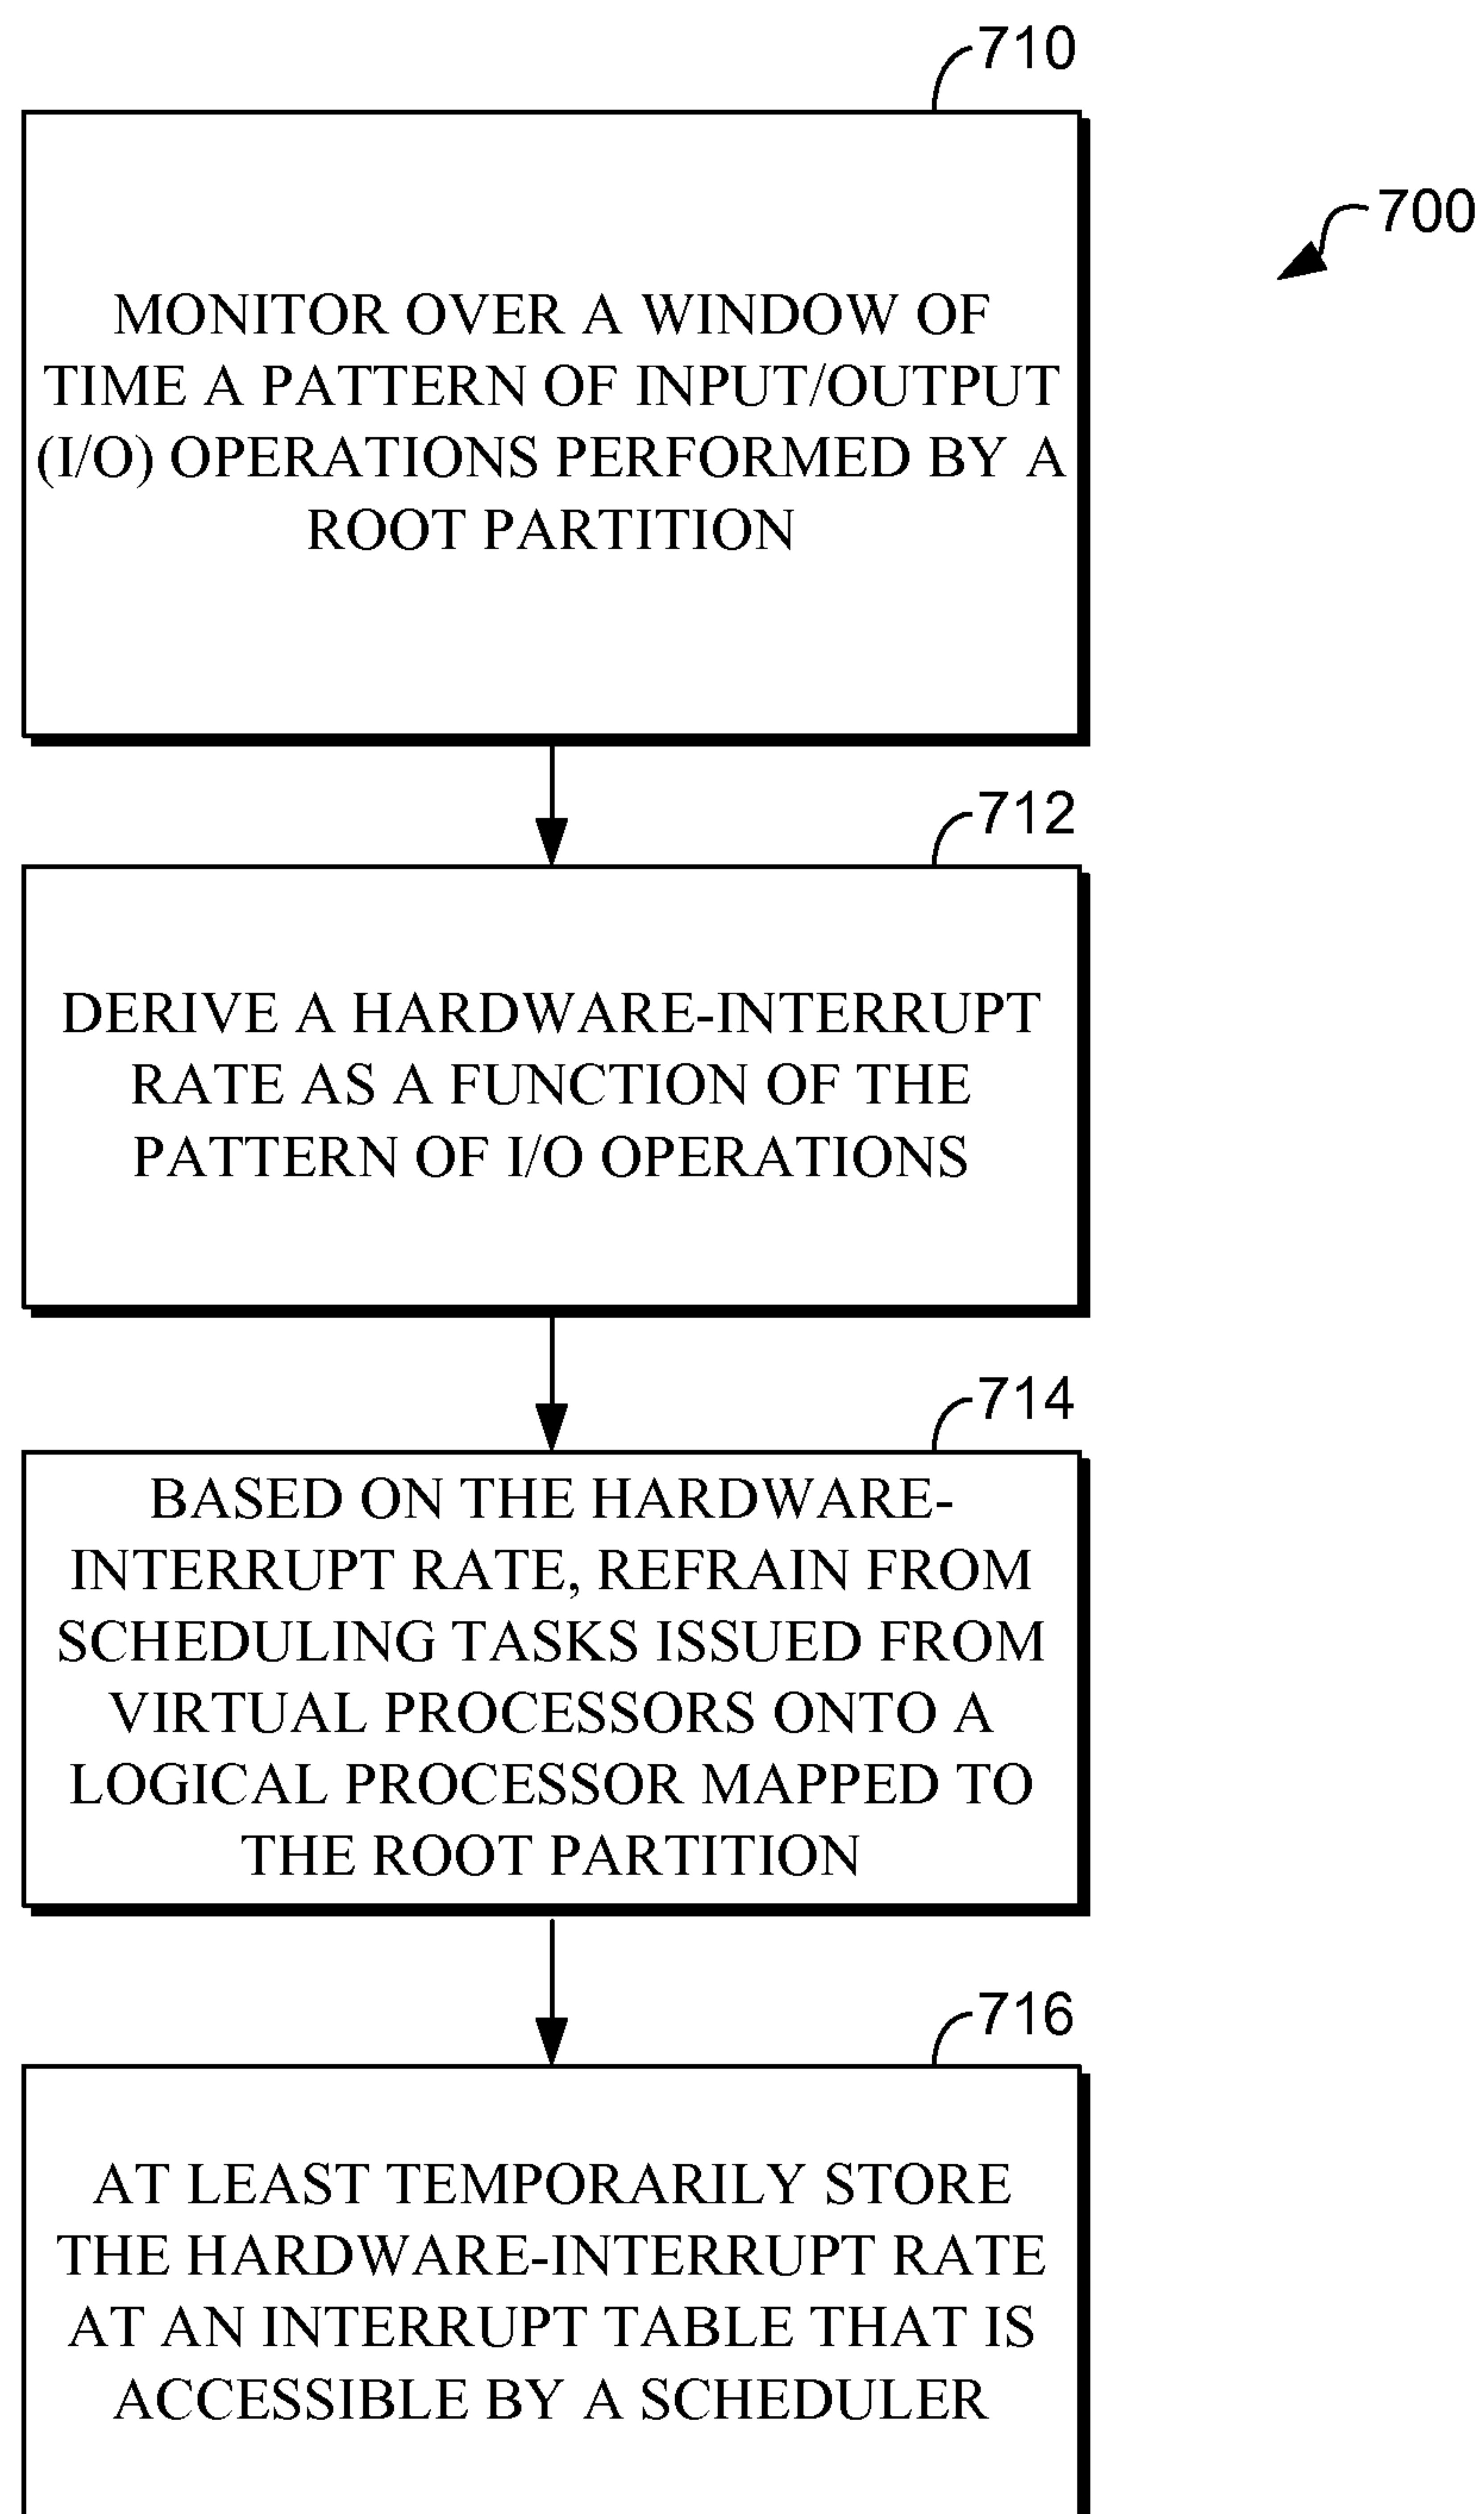 710
700
MONITOR OVER A WINDOW OF
TIME A PATTERN OF INPUT/OUTPUT
(I/O) OPERATIONS PERFORMED BY A
ROOT PARTITION
712
DERIVE A HARDWARE-INTERRUPT
RATE AS A FUNCTION OF THE
PATTERN OF I/O OPERATIONS
714
BASED ON THE HARDWARE-
INTERRUPT RATE, REFRAIN FROM
SCHEDULING TASKS ISSUED FROM
VIRTUAL PROCESSORS ONTO A
LOGICAL PROCESSOR MAPPED TO
THE ROOT PARTITION
716
AT LEAST TEMPORARILY STORE
THE HARDWARE-INTERRUPT RATE
AT AN INTERRUPT TABLE THAT IS
ACCESSIBLE BY A SCHEDULER